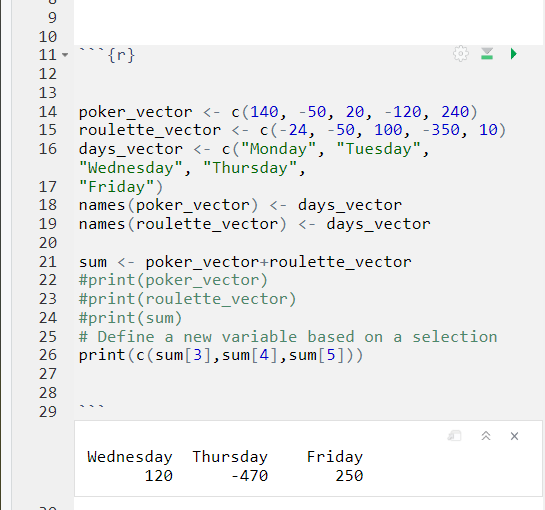 9
10
11 ```{r}
12
13
14 poker_vector <- c(140, -50, 20, -120, 240)
15 roulette_vector <- c(-24, -50, 100, -350, 10)
16 days_vector <- c("Monday", "Tuesday",
"Wednesday", "Thursday",
17 "Friday")
18 names(poker_vector) <- days_vector
19 names(roulette_vector) <- days_vector
20
21 sum <- poker_vector+roulette_vector
22 #print(poker_vector)
23 #print(roulette_vector)
24 #print(sum)
25 # Define a new variable based on a selection
26 print(c(sum[3],sum[4],sum[5]))
27
28
29 ```
Wednesday Thursday Friday
120 -470 250